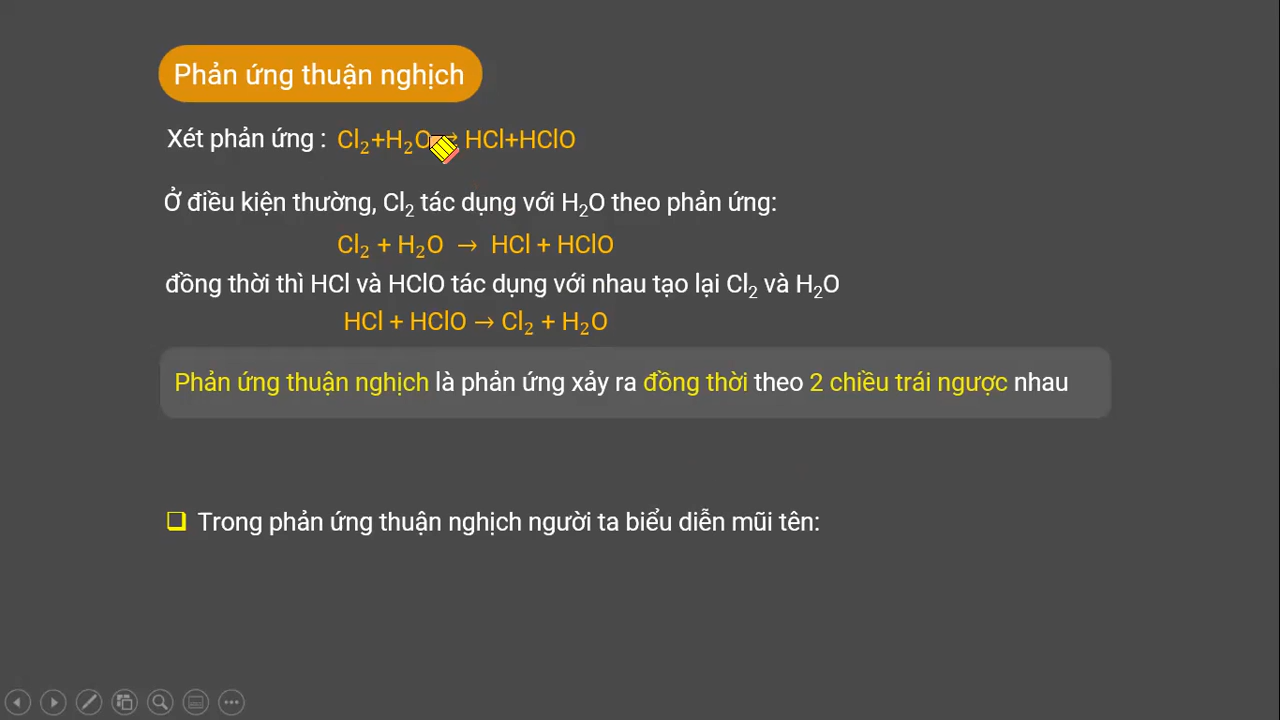 Phản ứng thuận nghịch
Xét phản ứng : Cl₂+H₂O ⇌ HCl+HClO
Ở điều kiện thường, Cl₂ tác dụng với H₂O theo phản ứng:
Cl₂ + H₂O → HCl + HClO
đồng thời thì HCl và HClO tác dụng với nhau tạo lại Cl₂ và H₂O
HCl + HClO → Cl₂ + H₂O
Phản ứng thuận nghịch là phản ứng xảy ra đồng thời theo 2 chiều trái ngược nhau
❑ Trong phản ứng thuận nghịch người ta biểu diễn mũi tên: